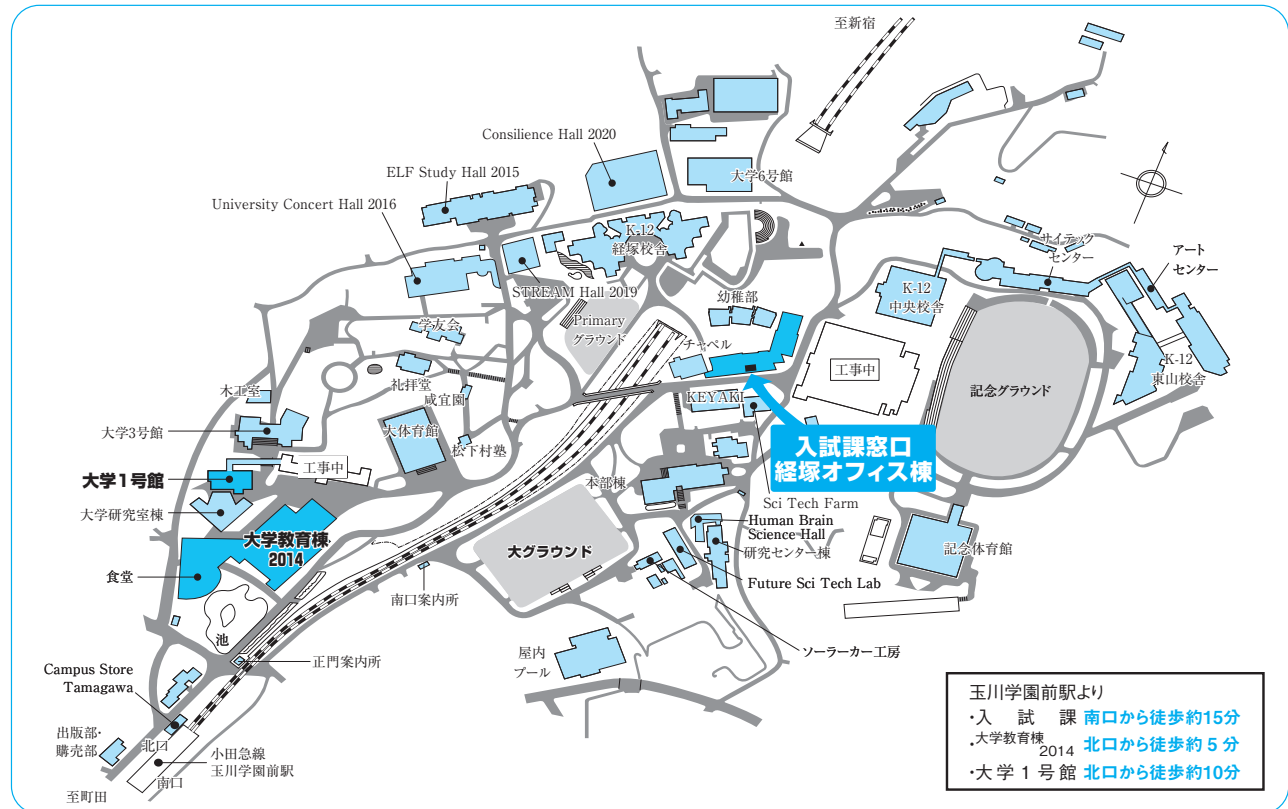 至新宿
Consilience Hall 2020
大学6号館
ELF Study Hall 2015
University Concert Hall 2016
K-12
経塚校舎
STREAM Hall 2019
サイテック
センター
アート
センター
K-12
中央校舎
幼稚部
Primary
グラウンド
チャペル
学友会
礼拝堂
咸宜園
木工室
K-12
東山校舎
工事中
記念グラウンド
KEYAKI
大学3号館
大体育館
松下村塾
入試課窓口
経塚オフィス棟
工事中
大学1号館
本部棟
Sci Tech Farm
大学研究室棟
Human Brain
Science Hall
大学教育棟
2014
大グラウンド
研究センター棟
記念体育館
食堂
Future Sci Tech Lab
南口案内所
池
ソーラーカー工房
正門案内所
屋内
プール
Campus Store
Tamagawa
出版部・
購売部
北口
小田急線
玉川学園前駅
南口
至町田
玉川学園前駅より
・入試課 南口から徒歩約15分
・大学教育棟2014 北口から徒歩約5分
・大学1号館 北口から徒歩約10分